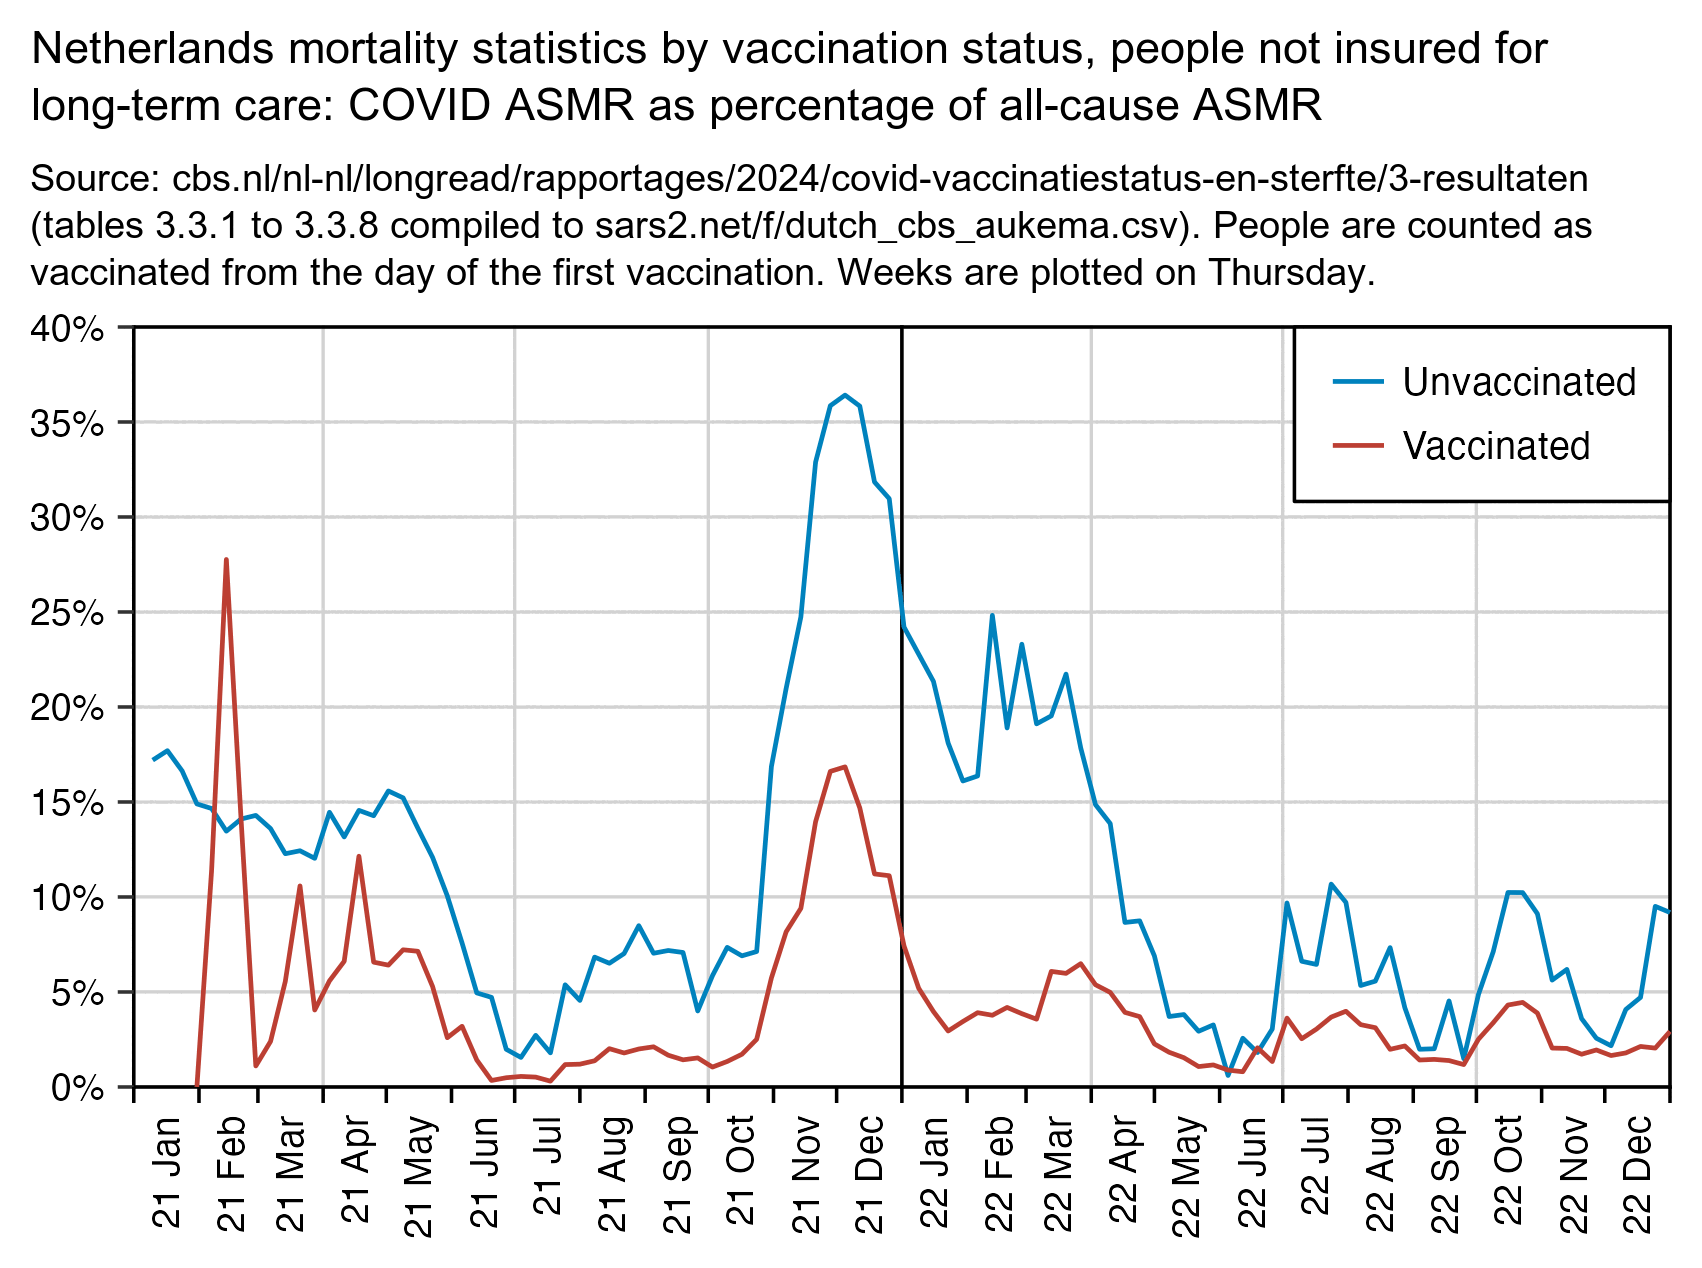 Netherlands mortality statistics by vaccination status, people not insured for
long-term care: COVID ASMR as percentage of all-cause ASMR
Source: cbs.nl/nl-nl/longread/rapportages/2024/covid-vaccinatiestatus-en-sterfte/3-resultaten
(tables 3.3.1 to 3.3.8 compiled to sars2.net/f/dutch_cbs_aukema.csv). People are counted as
vaccinated from the day of the first vaccination. Weeks are plotted on Thursday.
40%
35%
30%
25%
20%
15%
10%
5%
0%
Unvaccinated
Vaccinated
21 Jan
21 Feb
21 Mar
21 Apr
21 May
21 Jun
21 Jul
21 Aug
21 Sep
21 Oct
21 Nov
21 Dec
22 Jan
22 Feb
22 Mar
22 Apr
22 May
22 Jun
22 Jul
22 Aug
22 Sep
22 Oct
22 Nov
22 Dec